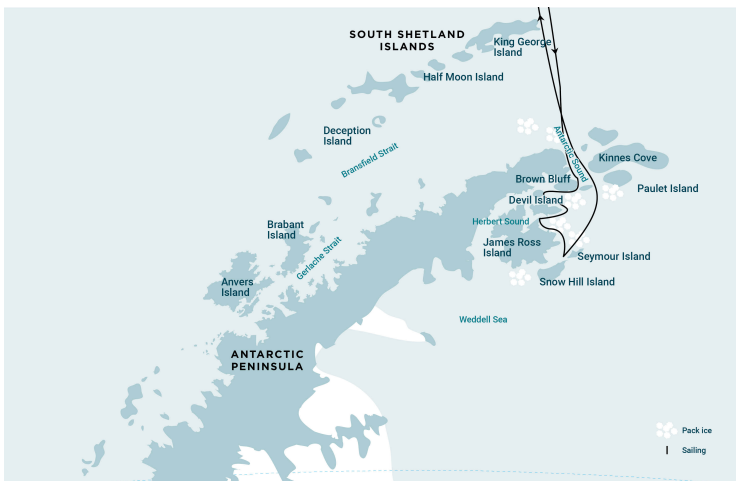 SOUTH SHETLAND
ISLANDS
King George
Island
Half Moon Island
Deception
Island
Bransfield Strait
Antarctic Sound
Kinnes Cove
Brown Bluff
Paulet Island
Devil Island
Herbert Sound
Brabant
Island
Gerlache Strait
James Ross
Island
Seymour Island
Anvers
Island
Snow Hill Island
Weddell Sea
ANTARCTIC
PENINSULA
Pack ice
Sailing